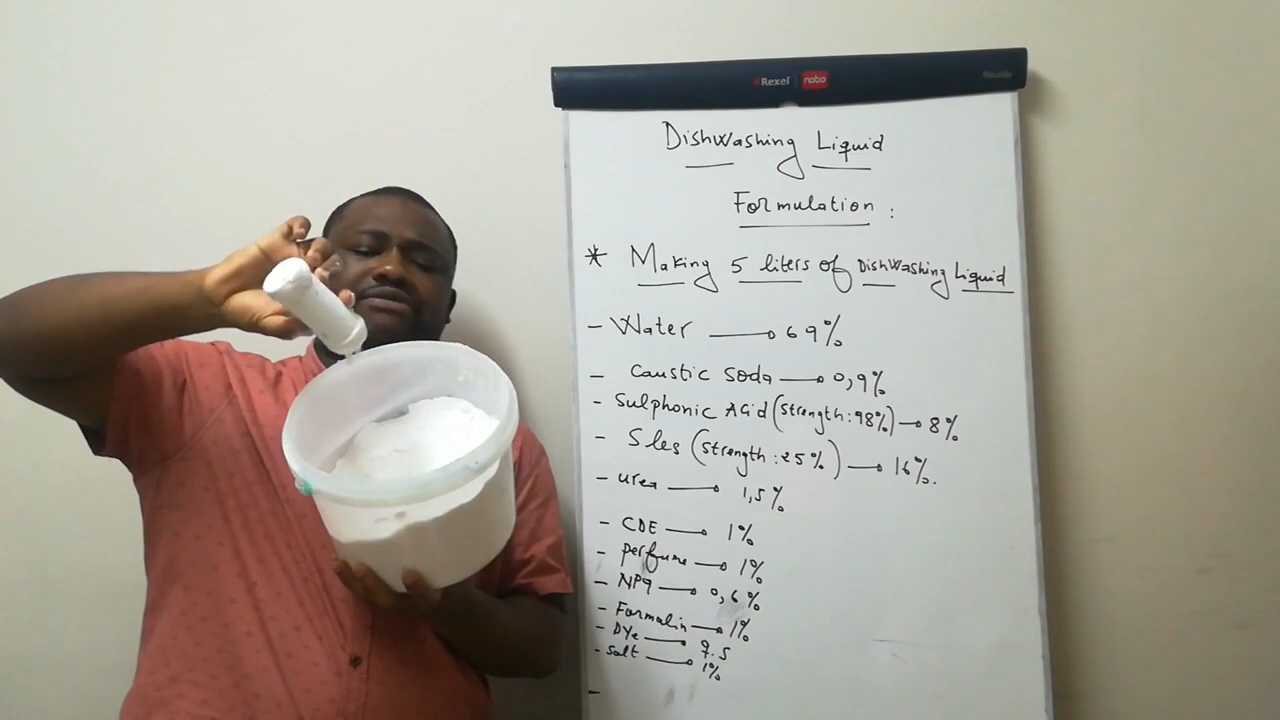 Rexel nobo
Dishwashing Liquid
Formulation :
* Making 5 liters of DishWashing Liquid
- Water → 69%
- Caustic Soda → 0,9%
- Sulphonic Acid (Strength: 98%) → 8%
- Sles (strength: 25%) → 16%.
- urea → 1,5%
- CDE → 1%
- perfume → 1%
- NP9 → 0,6%
- Formalin → 1%
- Dye → q.s
- Salt → 1%
-